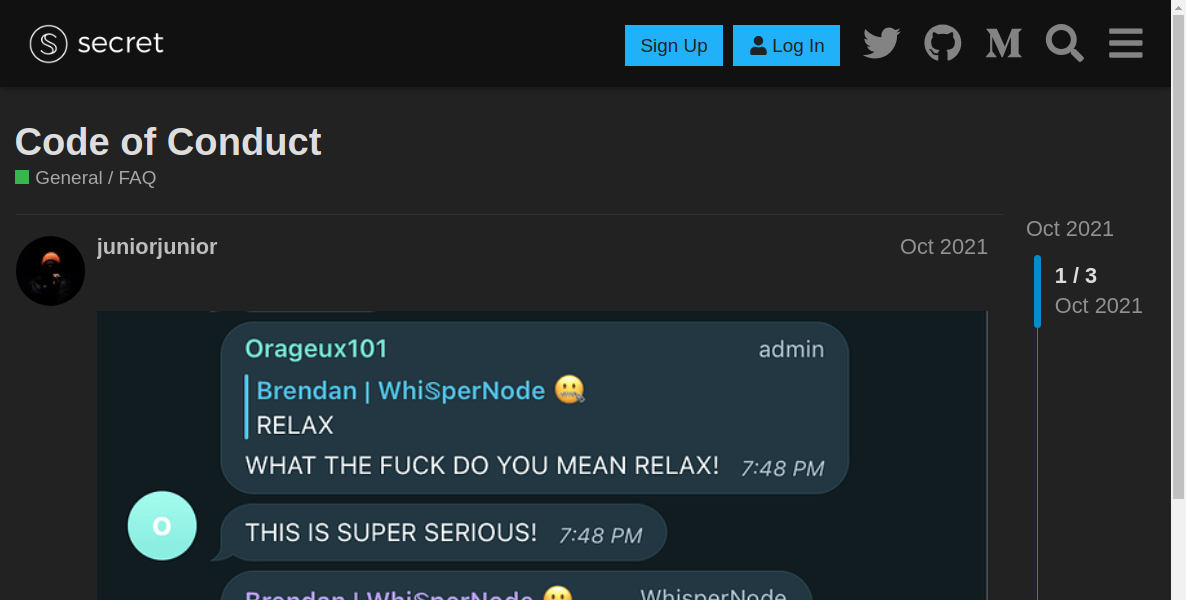 secret
Sign Up
Log In
Code of Conduct
General / FAQ
juniorjunior
Oct 2021
Oct 2021
1 / 3
Oct 2021
Orageux101
admin
Brendan | WhiSperNode 🤐
RELAX
WHAT THE FUCK DO YOU MEAN RELAX! 7:48 PM
O
THIS IS SUPER SERIOUS! 7:48 PM
Brendan | WhiSperNode
WhisperNode